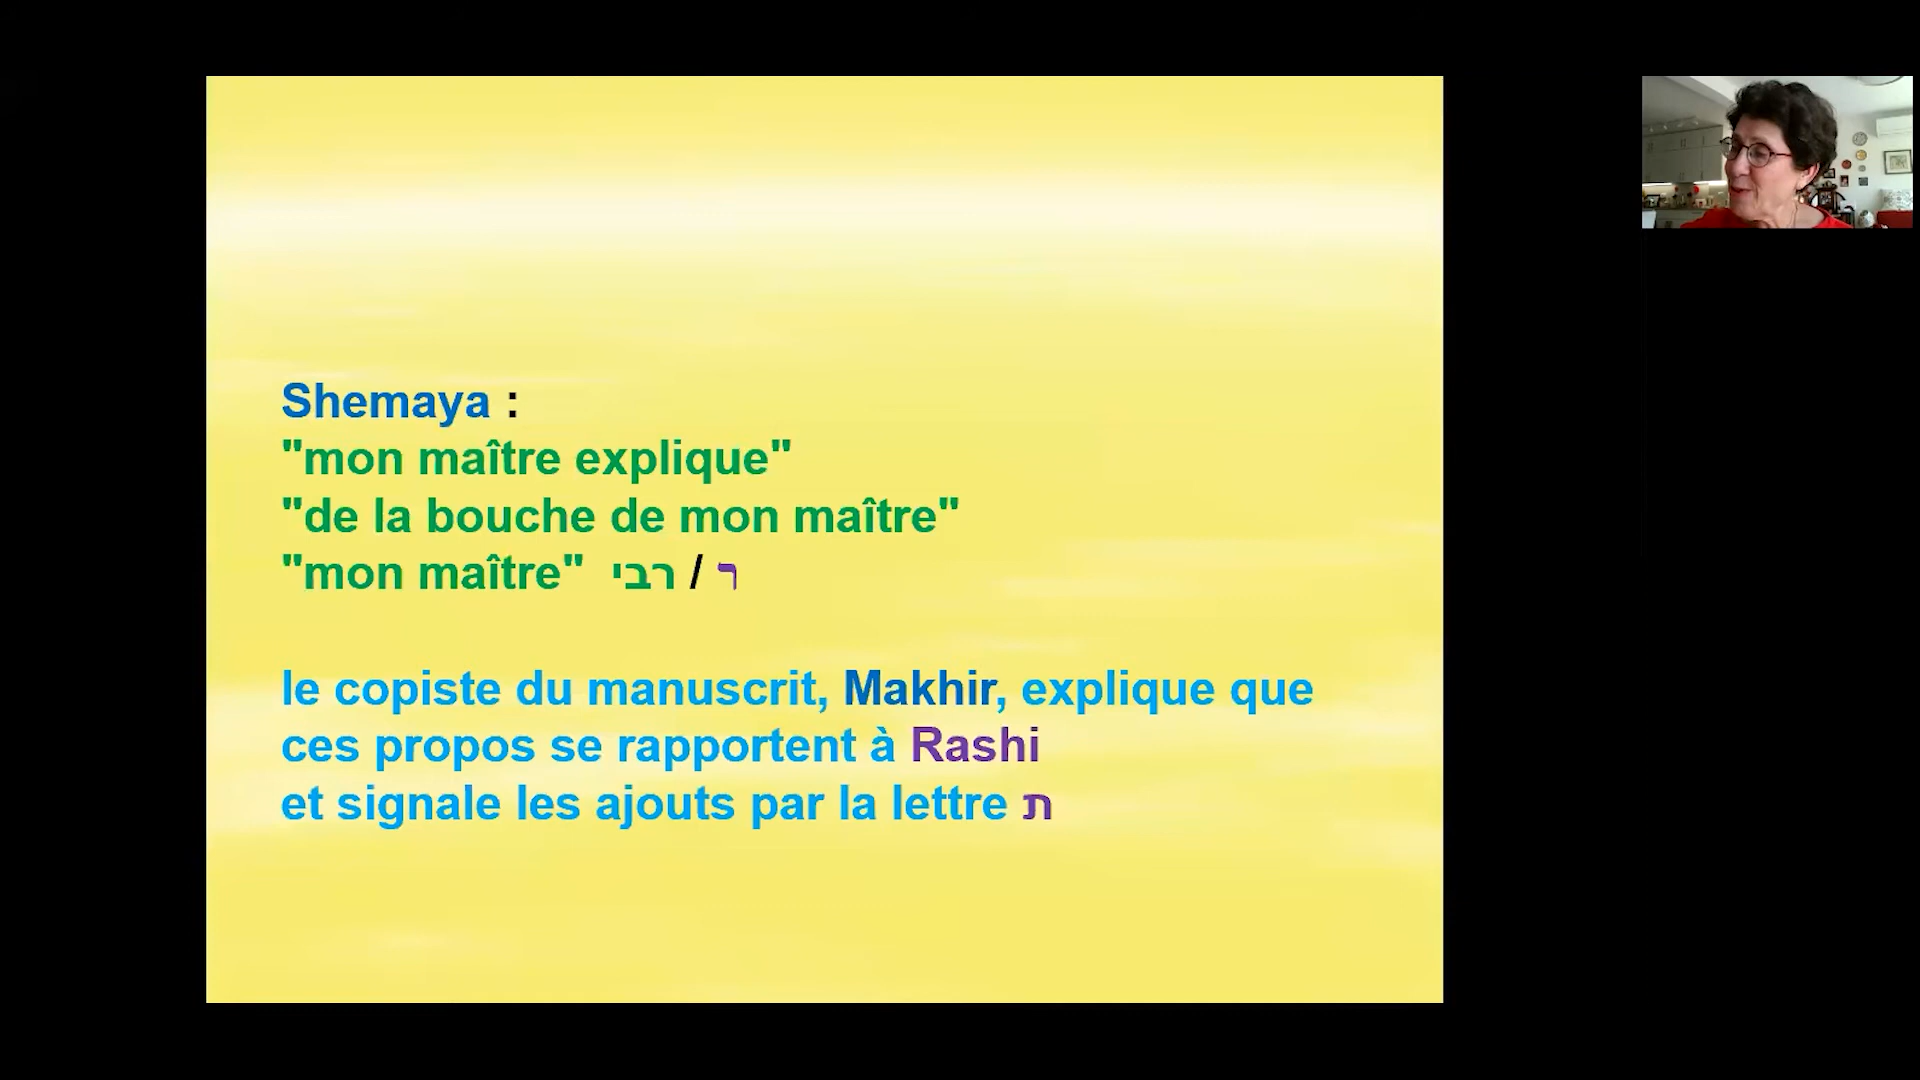 Shemaya :
"mon maître explique"
"de la bouche de mon maître"
"mon maître" רבי / ר
le copiste du manuscrit, Makhir, explique que
ces propos se rapportent à Rashi
et signale les ajouts par la lettre ת